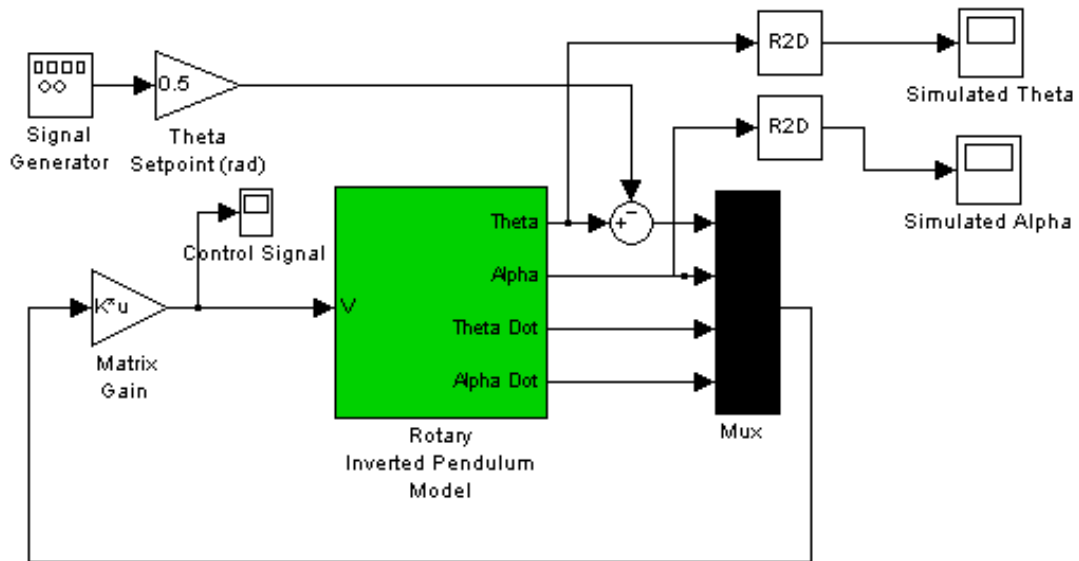 R2D
Simulated Theta
0.5
Signal
Generator
Theta
Setpoint (rad)
R2D
Simulated Alpha
Control Signal
Theta
+
−
Alpha
K*u
V
Theta Dot
Alpha Dot
Matrix
Gain
Mux
Rotary
Inverted Pendulum
Model